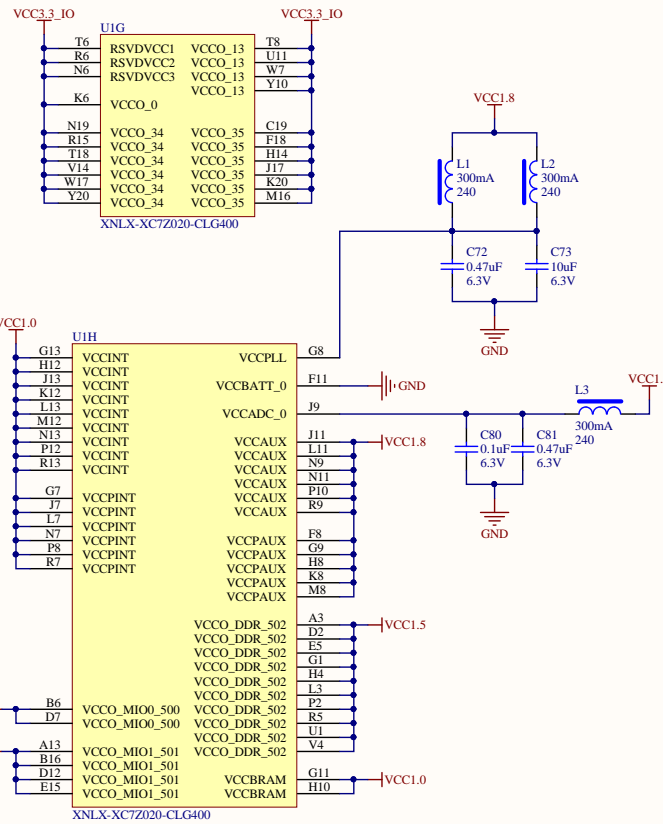 VCC3.3_IO
VCC3.3_IO
U1G
T6 RSVDVCC1 VCCO_13 T8
R6 RSVDVCC2 VCCO_13 U11
N6 RSVDVCC3 VCCO_13 W7
VCCO_13 Y10
K6 VCCO_0
N19 VCCO_34 VCCO_35 C19
R15 VCCO_34 VCCO_35 F18
T18 VCCO_34 VCCO_35 H14
V14 VCCO_34 VCCO_35 J17
W17 VCCO_34 VCCO_35 K20
Y20 VCCO_34 VCCO_35 M16
XNLX-XC7Z020-CLG400
VCC1.8
L1
300mA
240
L2
300mA
240
C72
0.47uF
6.3V
C73
10uF
6.3V
GND
VCC1.0
U1H
G13 VCCINT VCCPLL G8
H12 VCCINT
J13 VCCINT VCCBATT_0 F11 GND
K12 VCCINT
L13 VCCINT VCCADC_0 J9
M12 VCCINT
N13 VCCINT VCCAUX J11 VCC1.8
P12 VCCINT VCCAUX L11
R13 VCCINT VCCAUX N9
VCCAUX N11
G7 VCCPINT VCCAUX P10
J7 VCCPINT VCCAUX R9
L7 VCCPINT
N7 VCCPINT VCCPAUX F8
P8 VCCPINT VCCPAUX G9
R7 VCCPINT VCCPAUX H8
VCCPAUX K8
VCCPAUX M8
VCCO_DDR_502 A3 VCC1.5
VCCO_DDR_502 D2
VCCO_DDR_502 E5
VCCO_DDR_502 G1
VCCO_DDR_502 H4
VCCO_DDR_502 L3
B6 VCCO_MIO0_500 VCCO_DDR_502 P2
D7 VCCO_MIO0_500 VCCO_DDR_502 R5
VCCO_DDR_502 U1
A13 VCCO_MIO1_501 VCCO_DDR_502 V4
B16 VCCO_MIO1_501
D12 VCCO_MIO1_501 VCCBRAM G11 VCC1.0
E15 VCCO_MIO1_501 VCCBRAM H10
XNLX-XC7Z020-CLG400
L3
300mA
240
VCC1.
C80
0.1uF
6.3V
C81
0.47uF
6.3V
GND